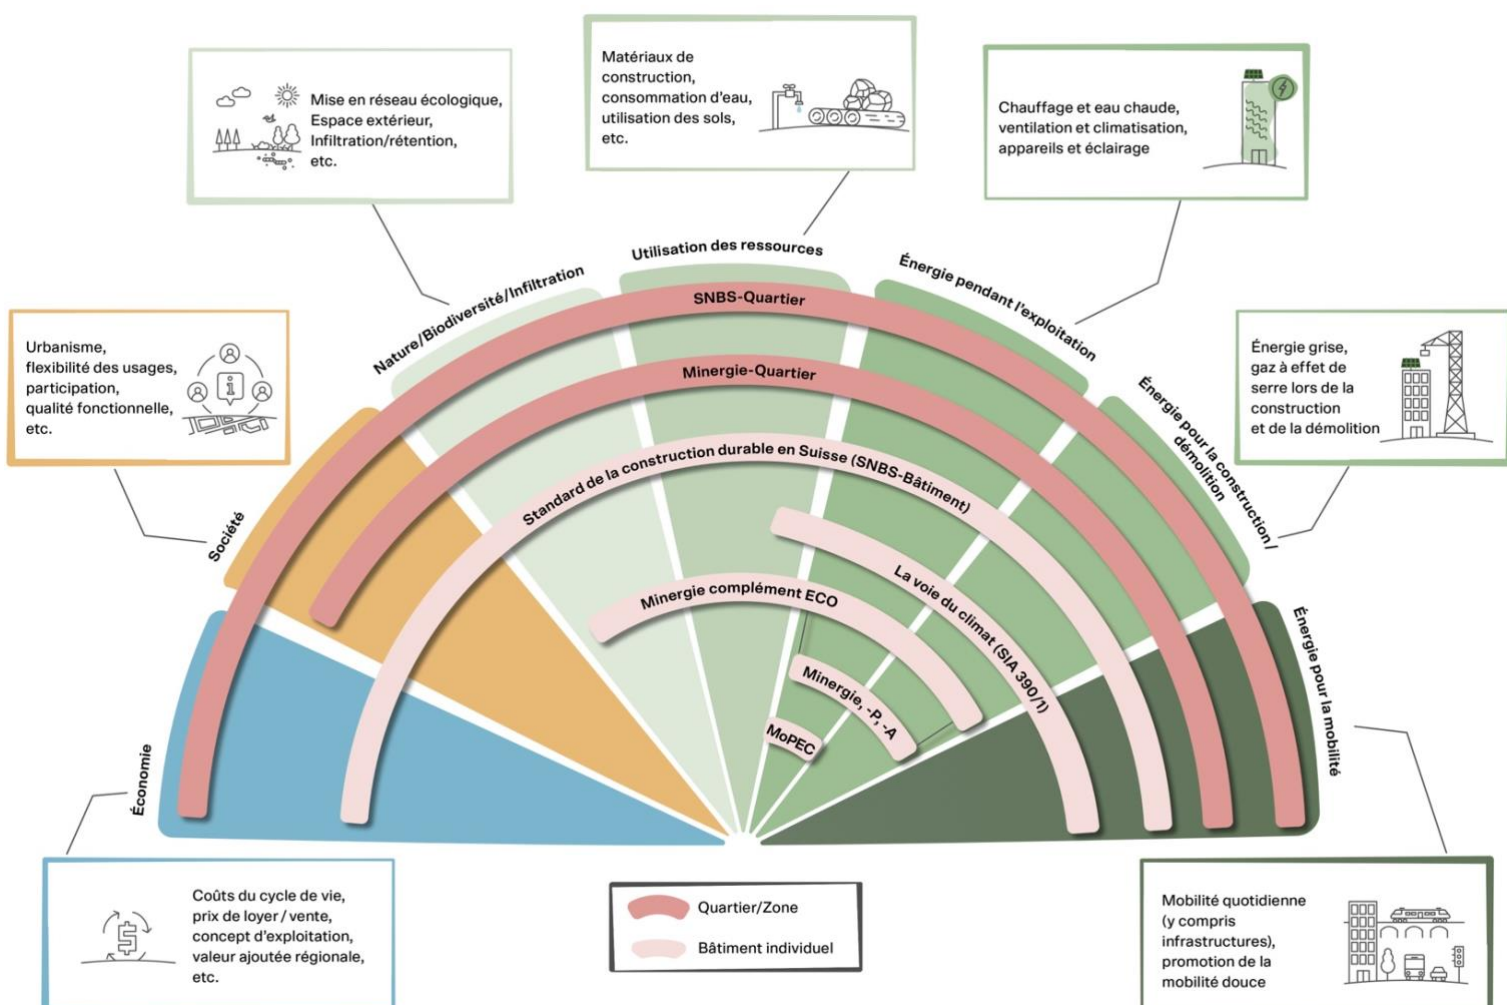 Matériaux de
construction,
consommation d'eau,
utilisation des sols,
etc.
Mise en réseau écologique,
Espace extérieur,
Infiltration/rétention,
etc.
Chauffage et eau chaude,
ventilation et climatisation,
appareils et éclairage
Utilisation des ressources
Nature/Biodiversité/Infiltration
Énergie pendant l'exploitation
SNBS-Quartier
Urbanisme,
flexibilité des usages,
participation,
qualité fonctionnelle,
etc.
Énergie grise,
gaz à effet de
serre lors de la
construction
et de la démolition
Minergie-Quartier
Énergie pour la construction /
démolition
Standard de la construction durable en Suisse (SNBS-Bâtiment)
Société
La voie du climat (SIA 390/1)
Minergie complément ECO
Minergie, -P, -A
MoPEC
Énergie pour la mobilité
Économie
Coûts du cycle de vie,
prix de loyer / vente,
concept d'exploitation,
valeur ajoutée régionale,
etc.
Quartier/Zone
Bâtiment individuel
Mobilité quotidienne
(y compris
infrastructures),
promotion de la
mobilité douce